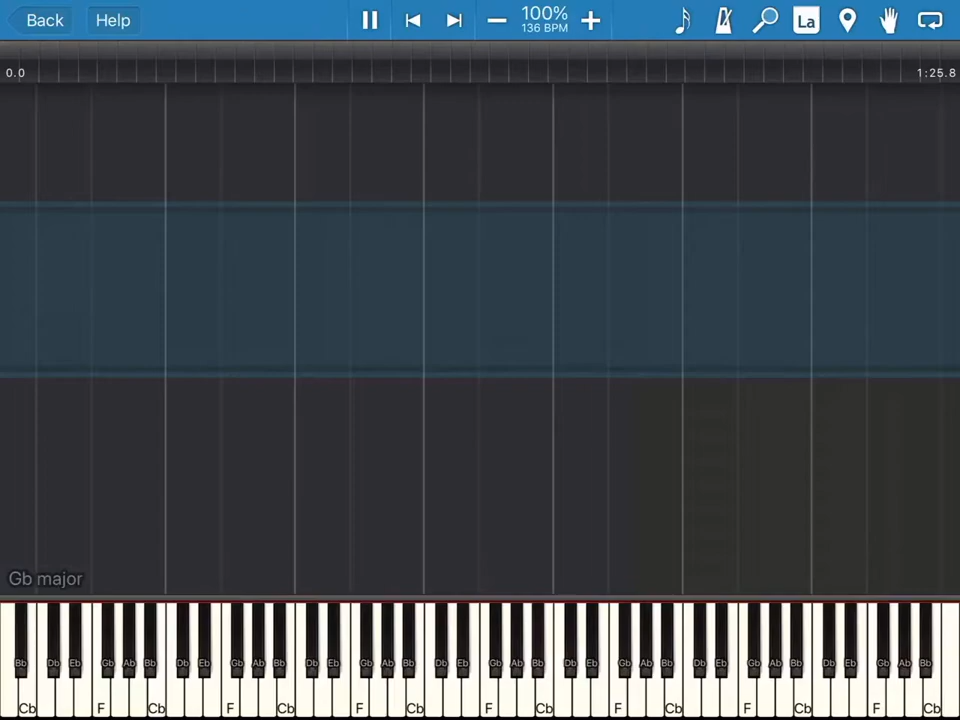 Back Help 100% La
136 BPM
0.0 1:25.8
Gb major
Bb Db Eb Gb Ab Bb Db Eb Gb Ab Bb Db Eb Gb Ab Bb Db Eb Gb Ab Bb Db Eb Gb Ab Bb Db Eb Gb Ab Bb Db Eb Gb Ab Bb
Cb F Cb F Cb F Cb F Cb F Cb F Cb F Cb